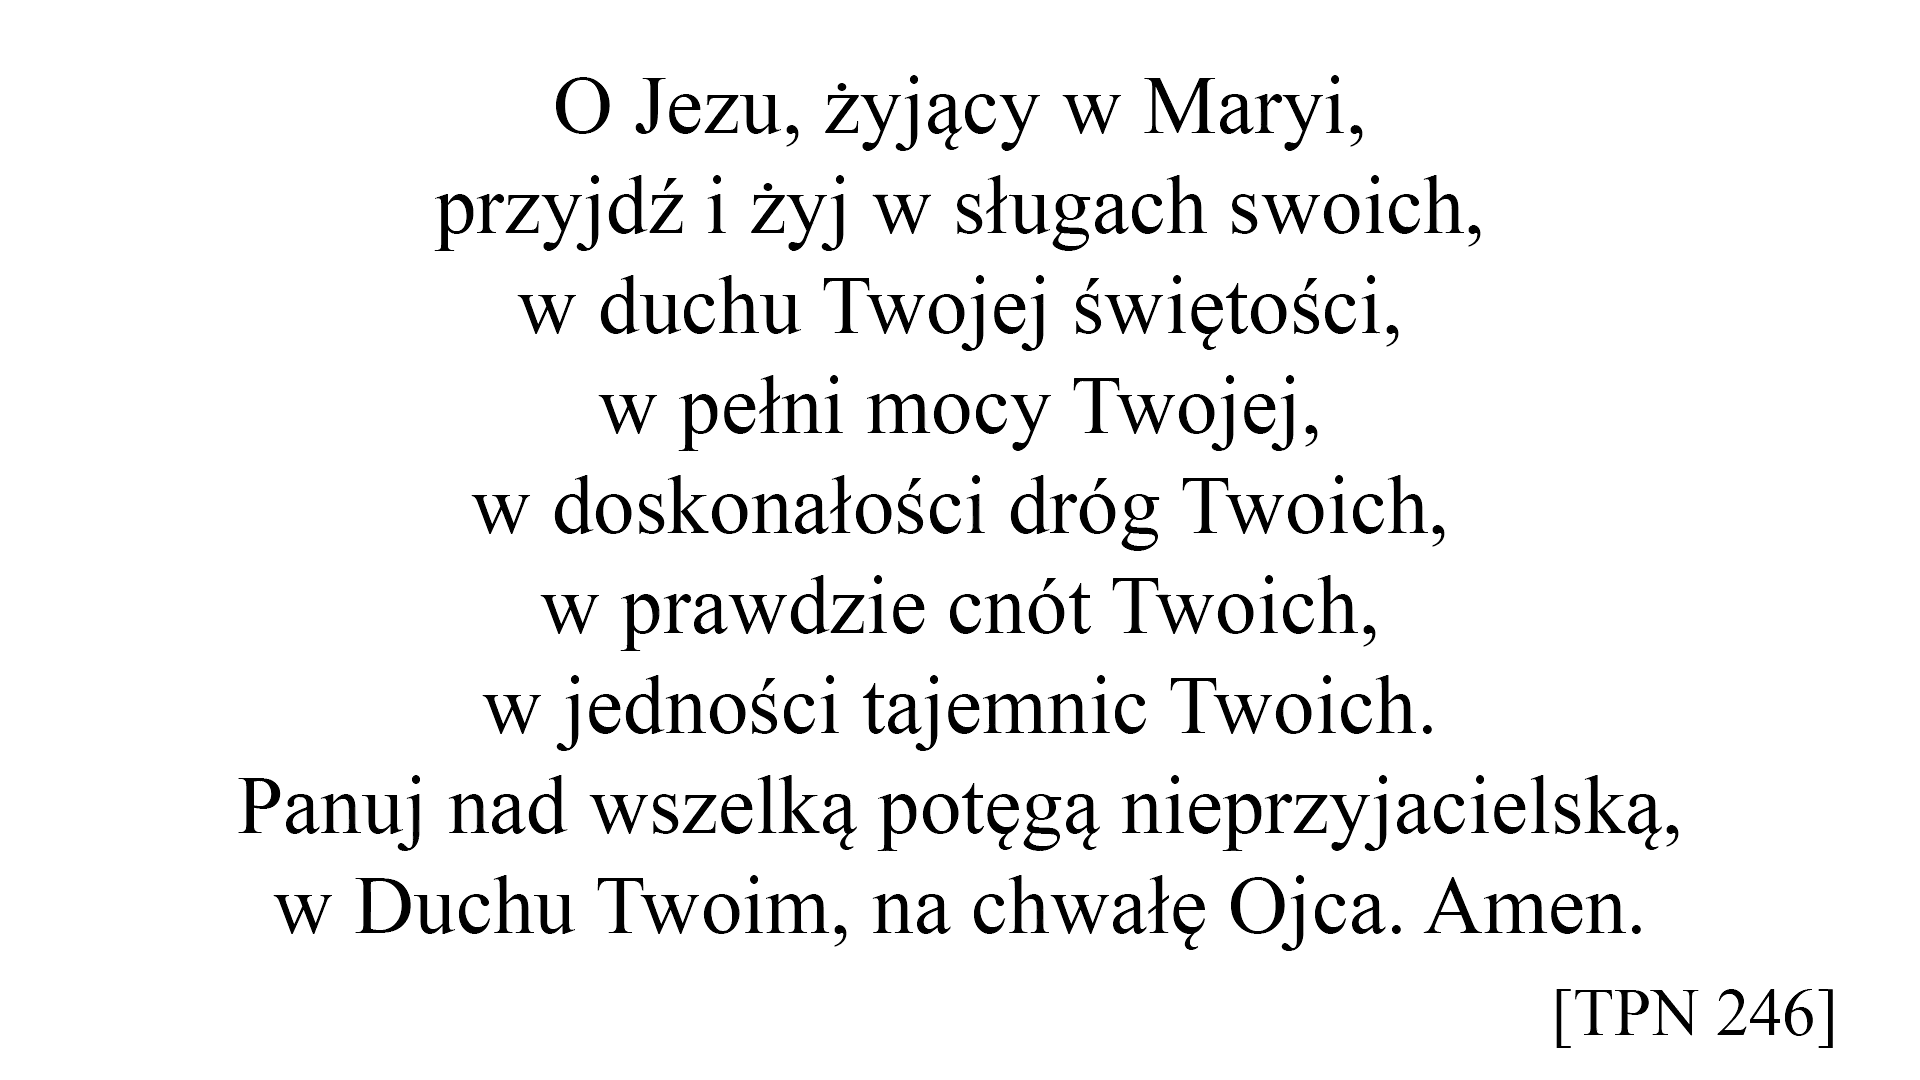 O Jezu, żyjący w Maryi,
przyjdź i żyj w sługach swoich,
w duchu Twojej świętości,
w pełni mocy Twojej,
w doskonałości dróg Twoich,
w prawdzie cnót Twoich,
w jedności tajemnic Twoich.
Panuj nad wszelką potęgą nieprzyjacielską,
w Duchu Twoim, na chwałę Ojca. Amen.
[TPN 246]